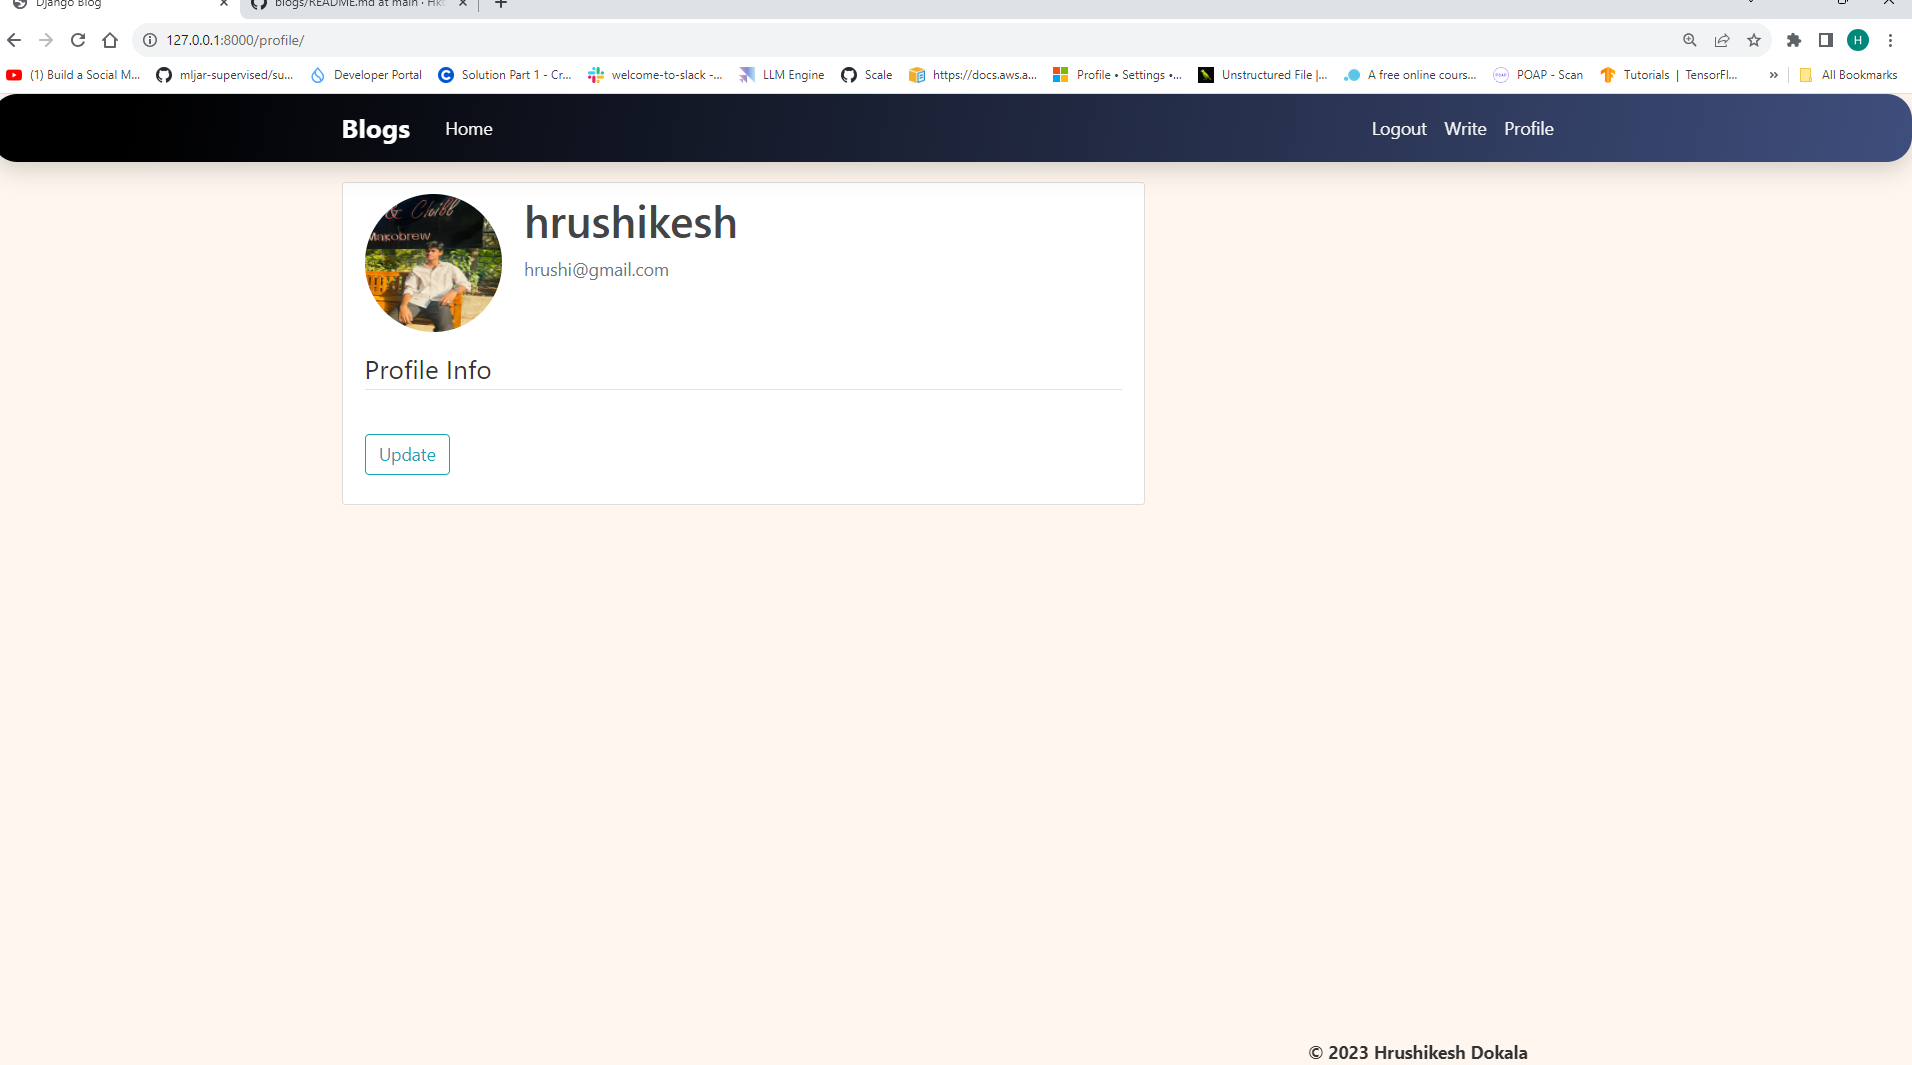 Django Blog
blogs/README.md at main · Hkd
127.0.0.1:8000/profile/
H
(1) Build a Social M...
mljar-supervised/su...
Developer Portal
Solution Part 1 - Cr...
welcome-to-slack -...
LLM Engine
Scale
https://docs.aws.a...
Profile • Settings •...
Unstructured File |...
A free online cours...
POAP - Scan
Tutorials | TensorFl...
»
All Bookmarks
Blogs
Home
Logout
Write
Profile
& Chill
Makobrew
hrushikesh
hrushi@gmail.com
Profile Info
Update
© 2023 Hrushikesh Dokala